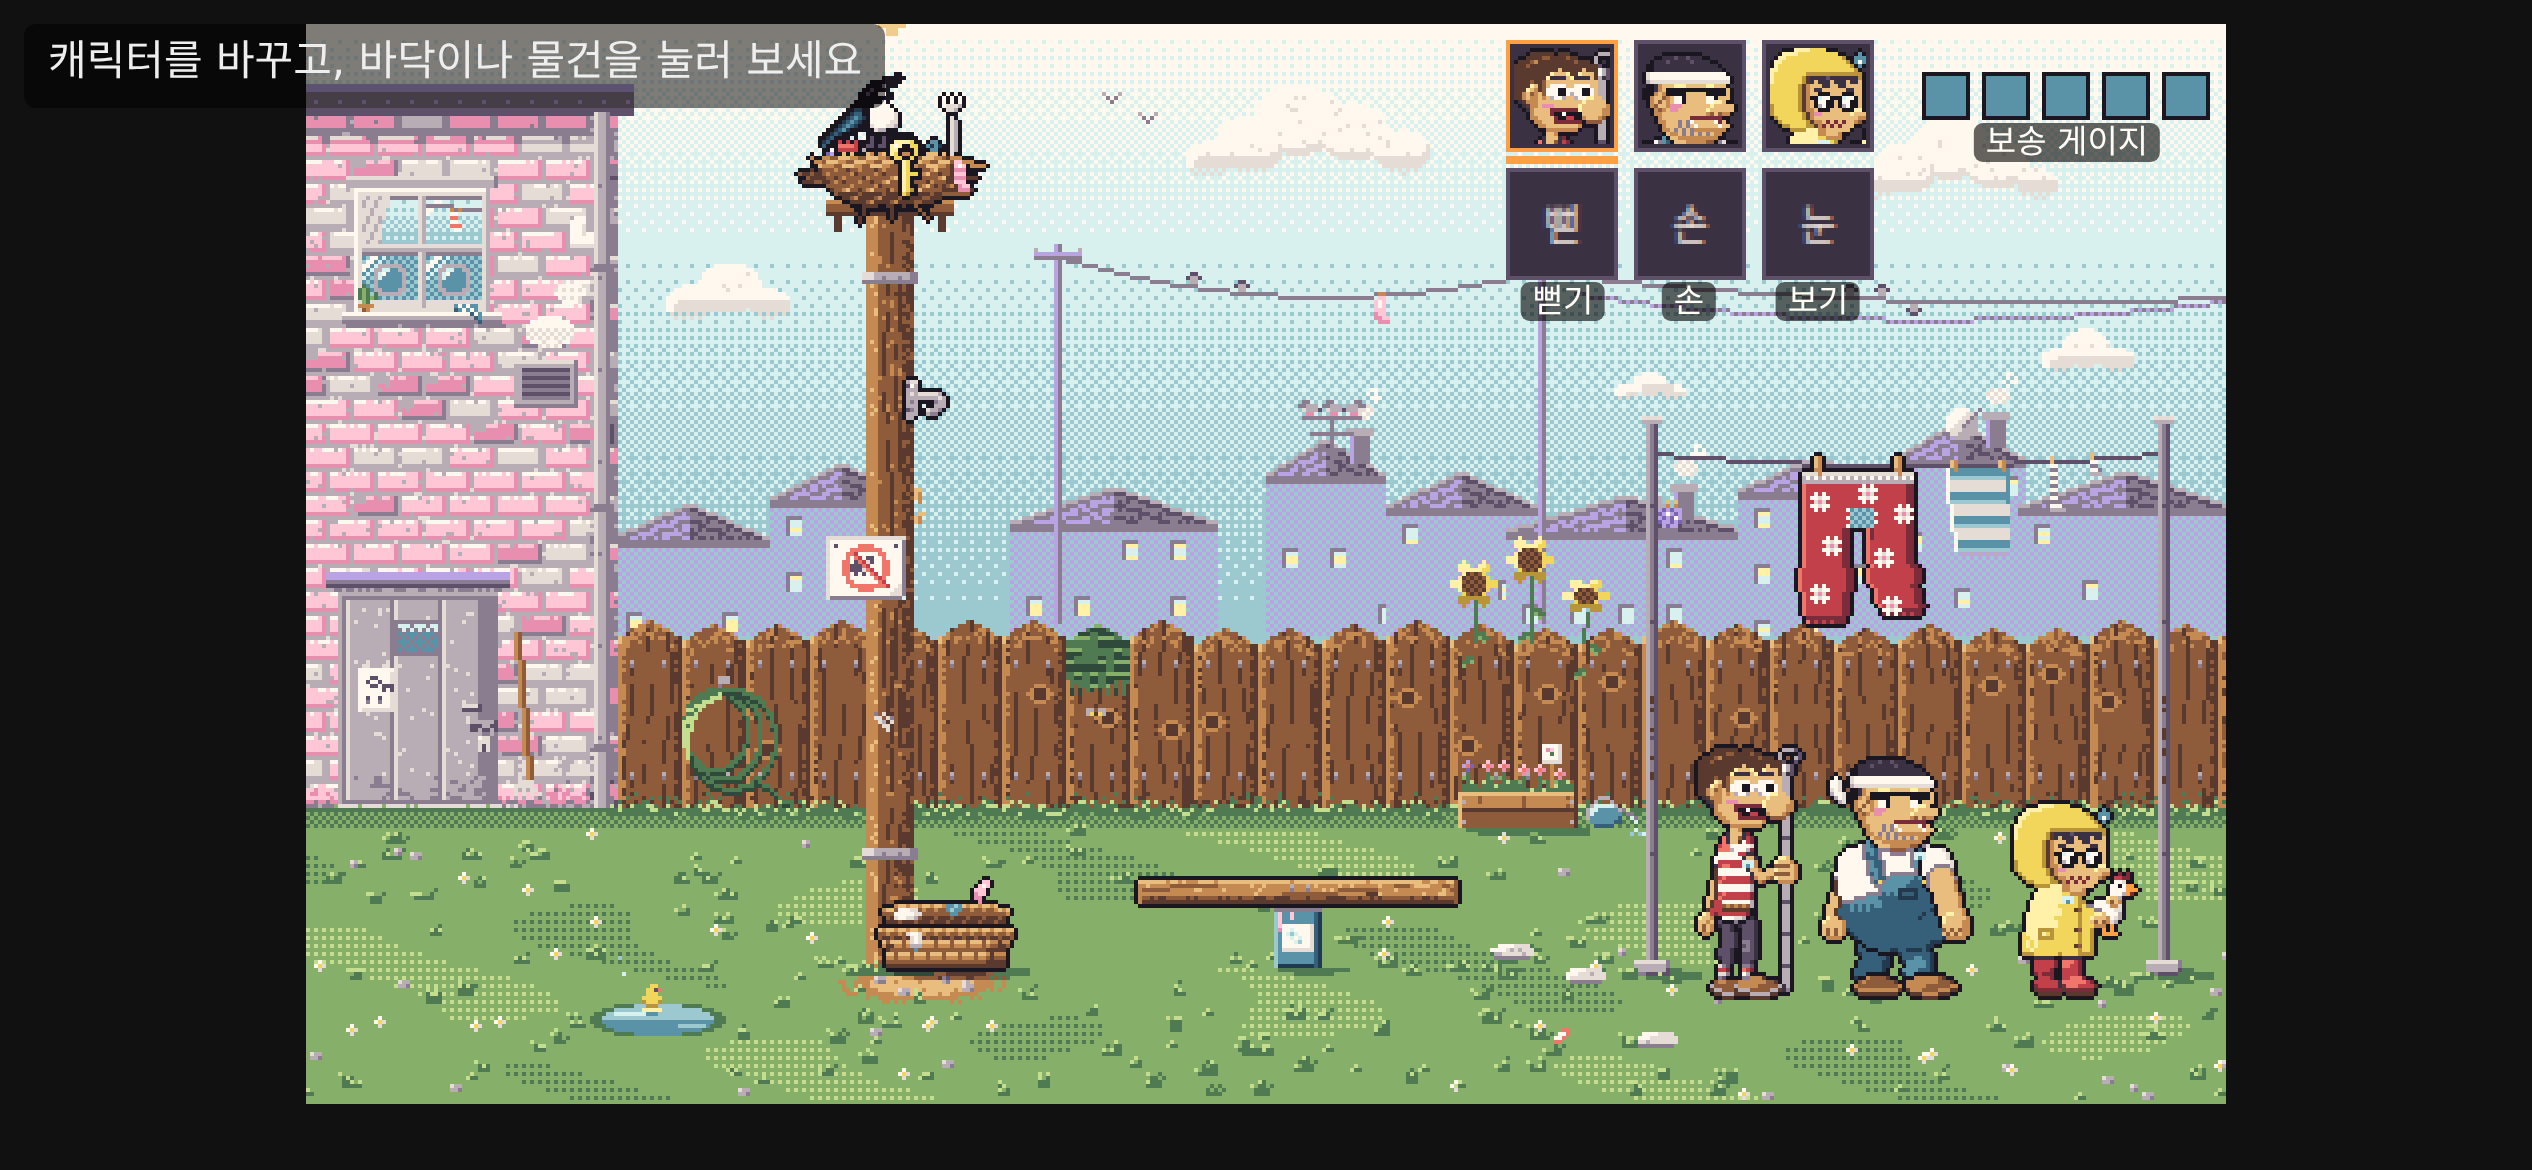 캐릭터를 바꾸고, 바닥이나 물건을 눌러 보세요
보송 게이지
뻗 손 눈
뻗기 손 보기